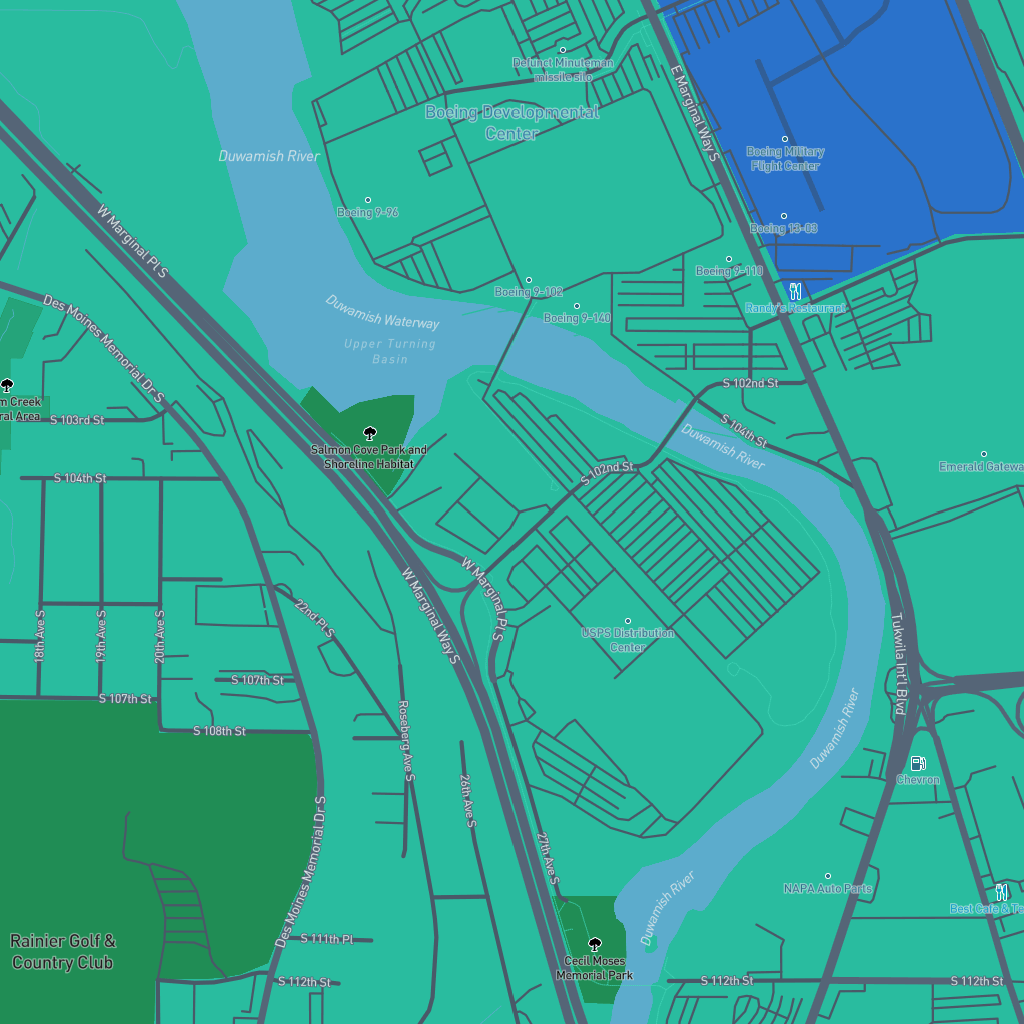 Defunct Minuteman
missile silo
Boeing Developmental
Center
E Marginal Way S
Duwamish River
Boeing Military
Flight Center
Boeing 9-96
Boeing 13-03
W Marginal Pl S
Boeing 9-110
Boeing 9-102
Randy's Restaurant
Boeing 9-140
Duwamish Waterway
Upper Turning
Basin
Des Moines Memorial Dr S
S 102nd St
Creek
Area
S 103rd St
S 104th St
Salmon Cove Park and
Shoreline Habitat
Duwamish River
Emerald
S 102nd St
S 104th St
W Marginal Way S
W Marginal Pl S
22nd Pl S
18th Ave S
19th Ave S
20th Ave S
USPS Distribution
Center
Tukwila Int'l Blvd
S 107th St
S 107th St
S 108th St
Roseberg Ave S
Duwamish River
Chevron
26th Ave S
27th Ave S
Des Moines Memorial Dr S
NAPA Auto Parts
Best Cafe &
Duwamish River
Rainier Golf &
Country Club
S 111th Pl
Cecil Moses
Memorial Park
S 112th St
S 112th St
S 112th St